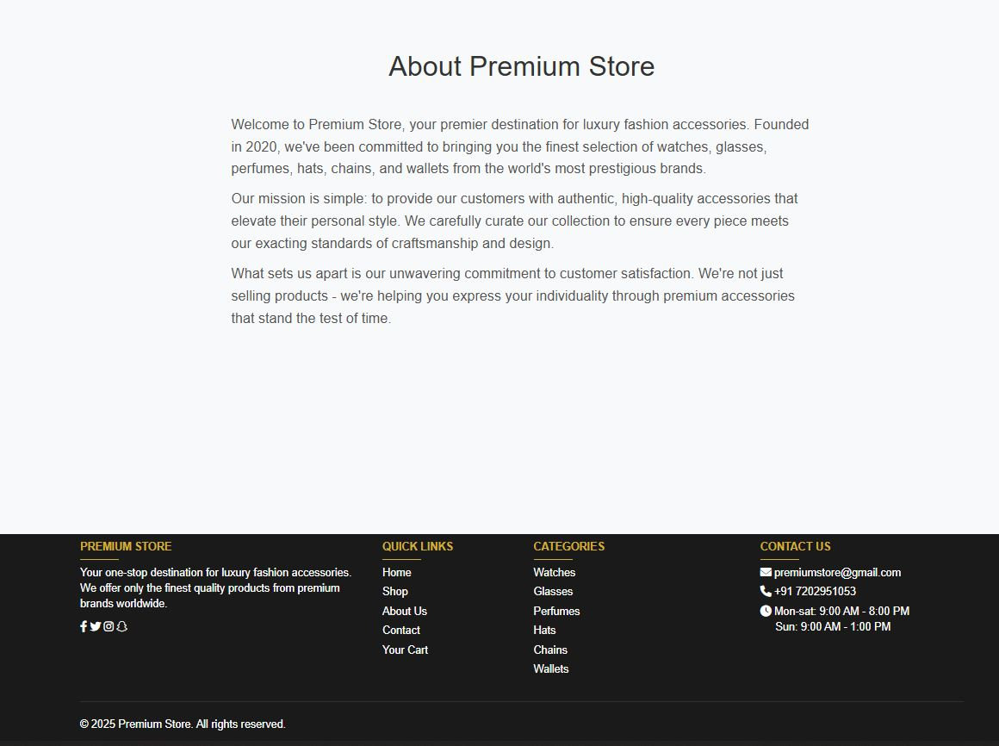 About Premium Store
Welcome to Premium Store, your premier destination for luxury fashion accessories. Founded
in 2020, we've been committed to bringing you the finest selection of watches, glasses,
perfumes, hats, chains, and wallets from the world's most prestigious brands.
Our mission is simple: to provide our customers with authentic, high-quality accessories that
elevate their personal style. We carefully curate our collection to ensure every piece meets
our exacting standards of craftsmanship and design.
What sets us apart is our unwavering commitment to customer satisfaction. We're not just
selling products - we're helping you express your individuality through premium accessories
that stand the test of time.
PREMIUM STORE
Your one-stop destination for luxury fashion accessories.
We offer only the finest quality products from premium
brands worldwide.
QUICK LINKS
Home
Shop
About Us
Contact
Your Cart
CATEGORIES
Watches
Glasses
Perfumes
Hats
Chains
Wallets
CONTACT US
premiumstore@gmail.com
+91 7202951053
Mon-sat: 9:00 AM - 8:00 PM
Sun: 9:00 AM - 1:00 PM
© 2025 Premium Store. All rights reserved.